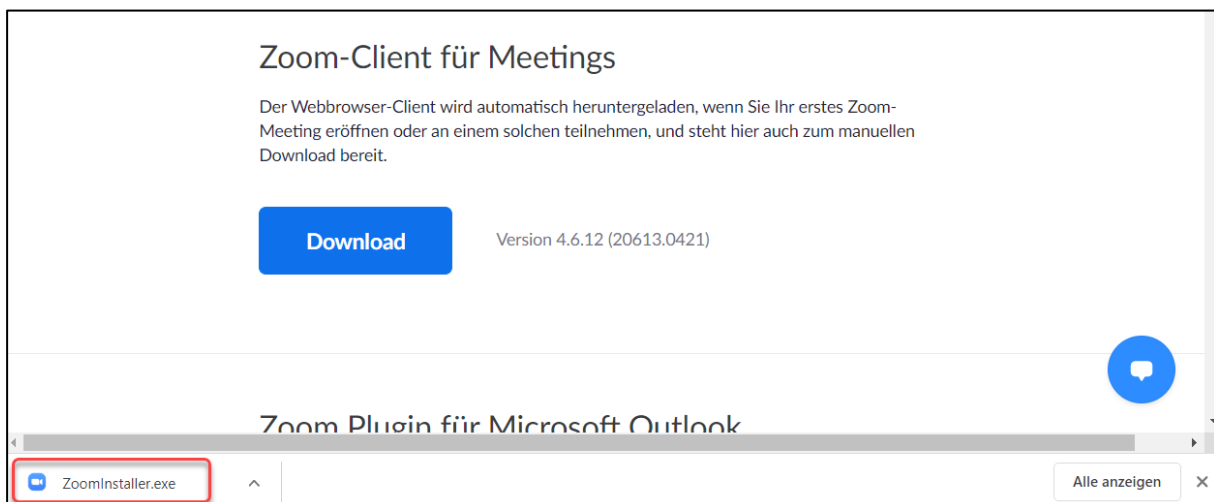 Zoom-Client für Meetings
Der Webbrowser-Client wird automatisch heruntergeladen, wenn Sie Ihr erstes Zoom-
Meeting eröffnen oder an einem solchen teilnehmen, und steht hier auch zum manuellen
Download bereit.
Download
Version 4.6.12 (20613.0421)
Zoom Plugin für Microsoft Outlook
ZoomInstaller.exe
Alle anzeigen